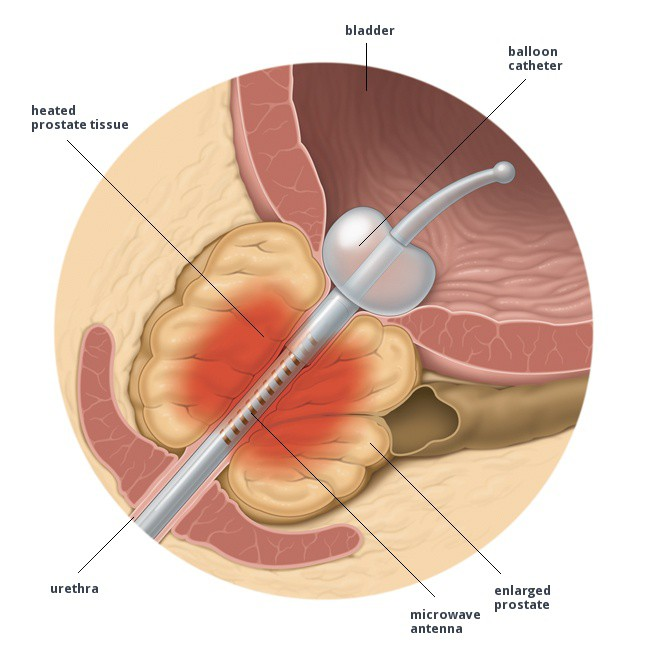 bladder
balloon
catheter
heated
prostate tissue
urethra
enlarged
prostate
microwave
antenna